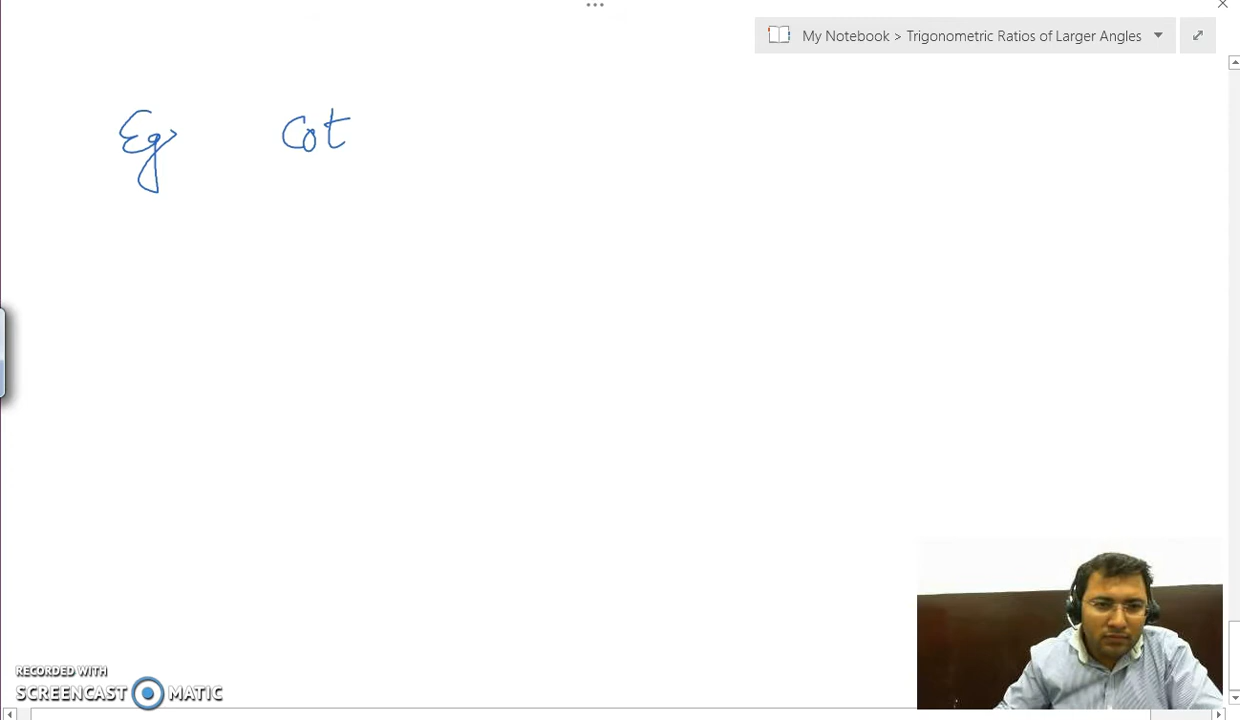 My Notebook > Trigonometric Ratios of Larger Angles
Eg Cot
RECORDED WITH
SCREENCAST MATIC